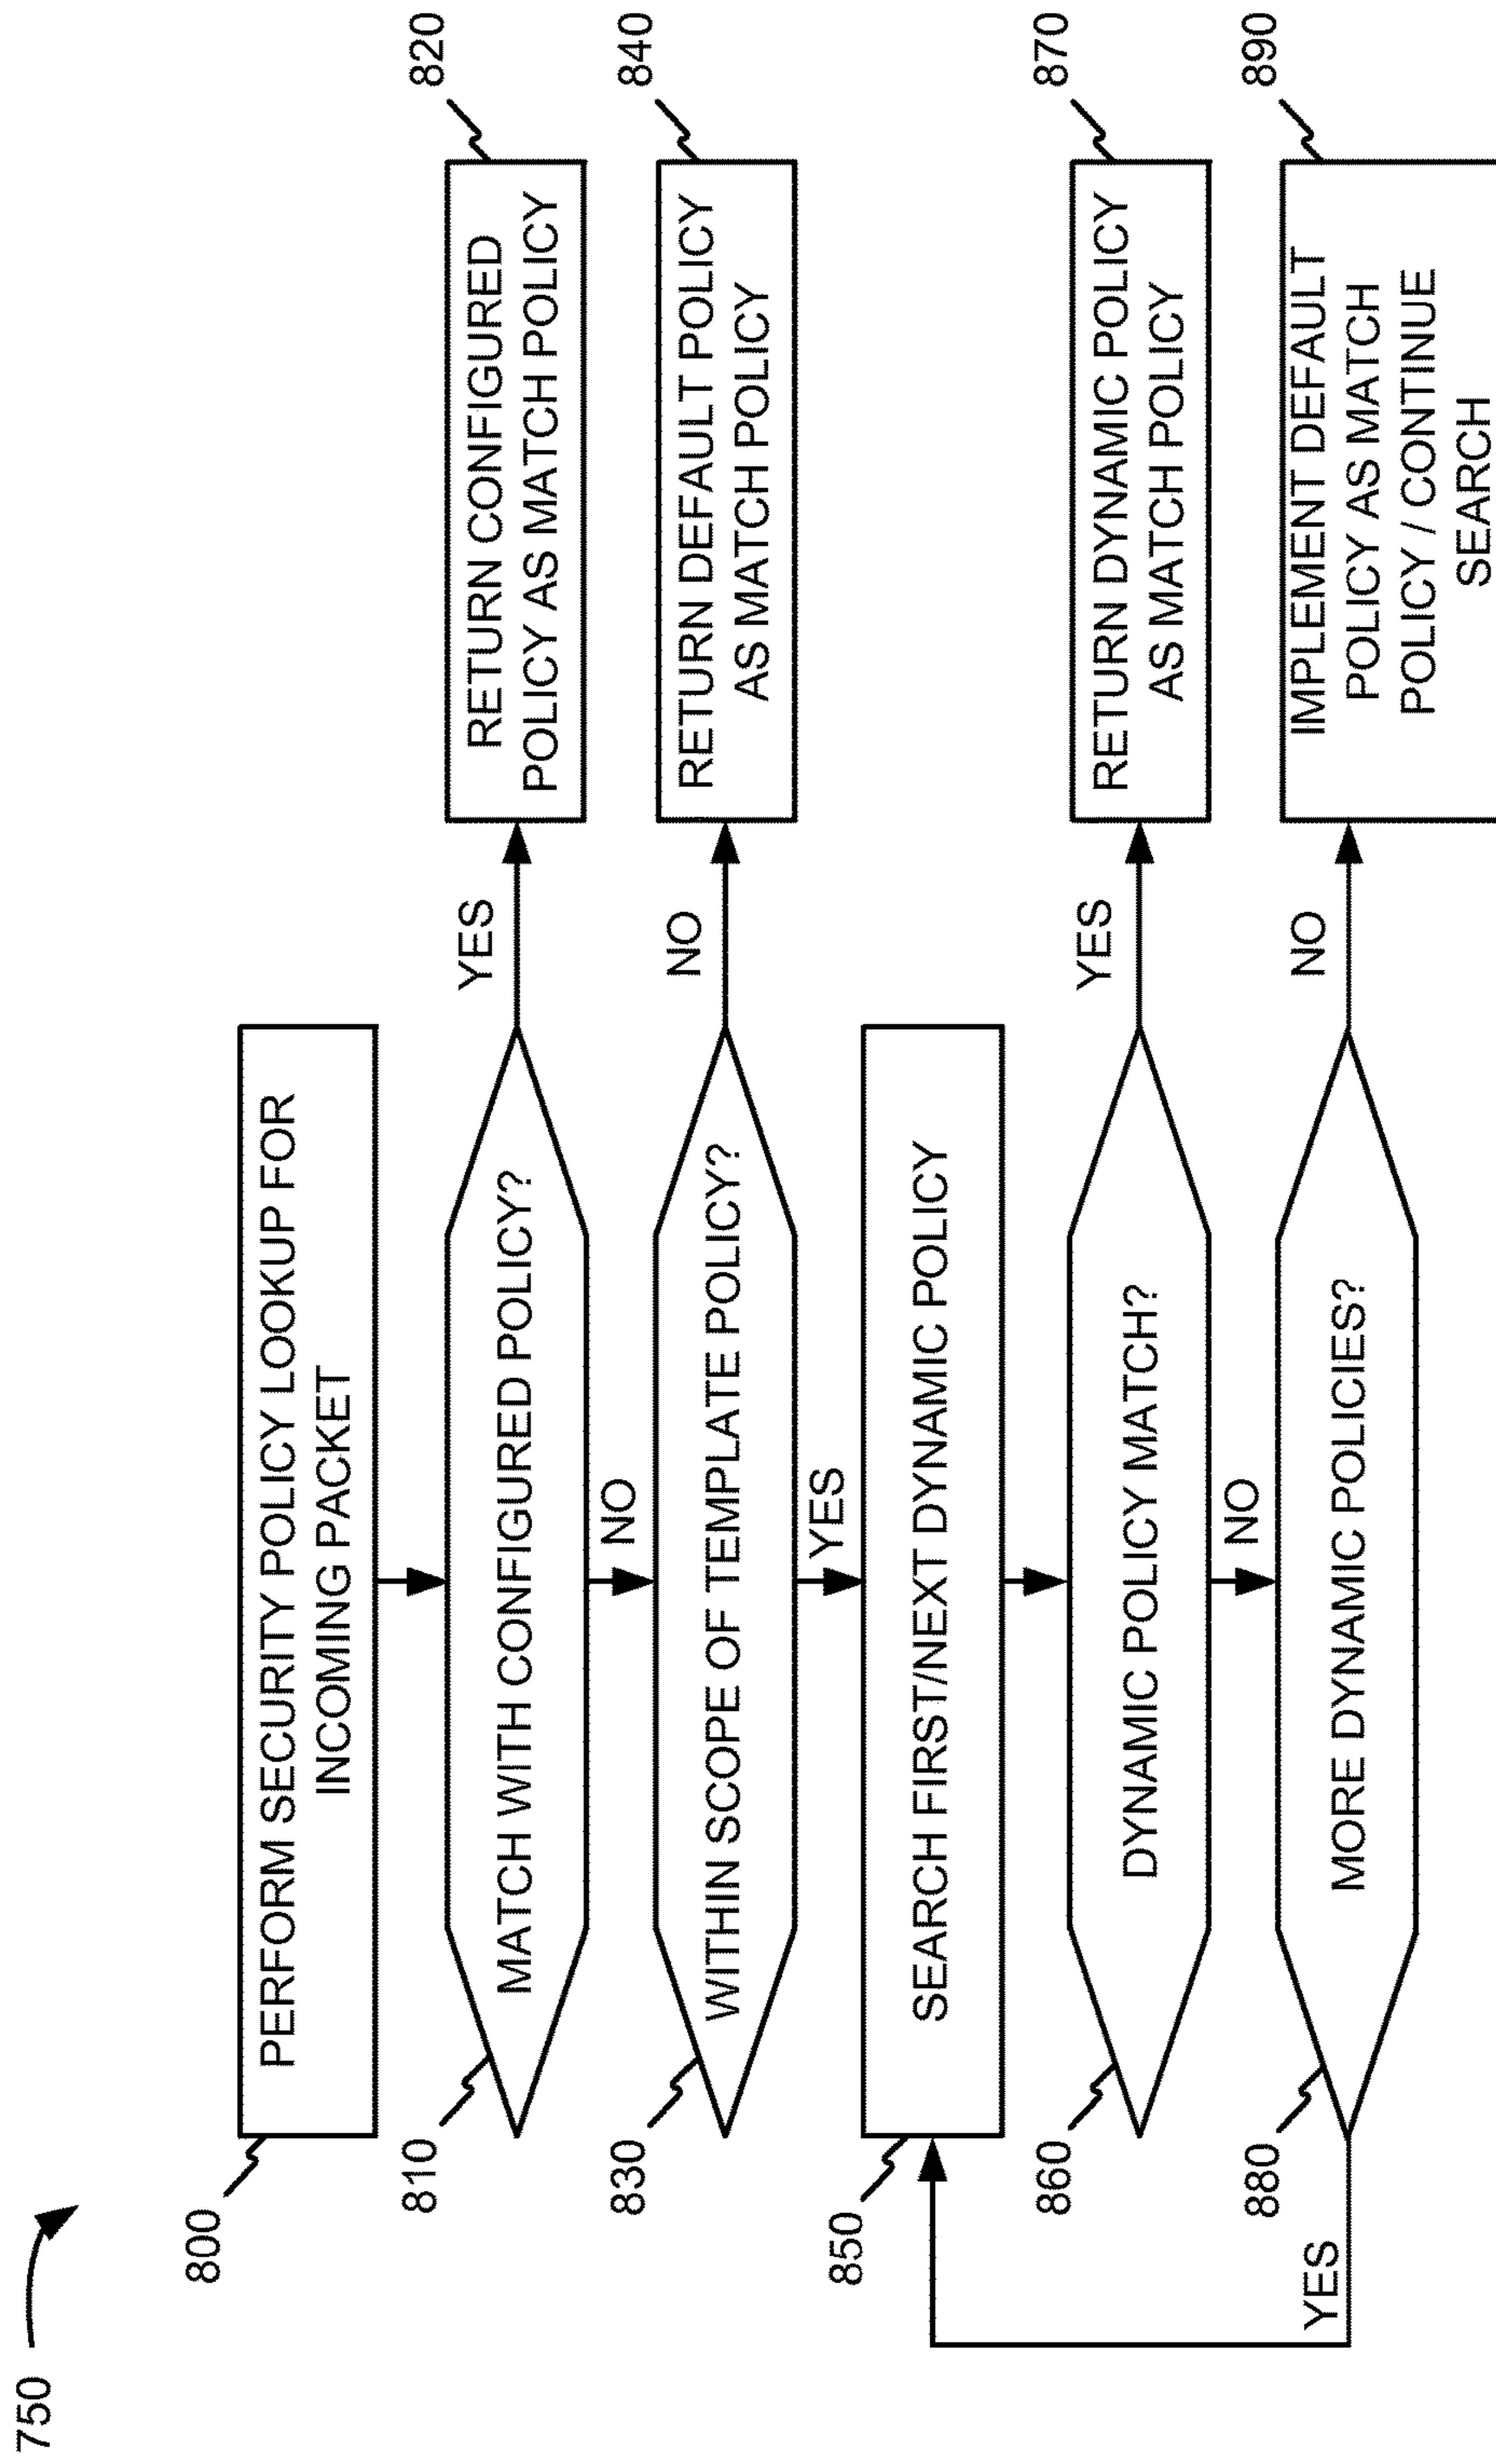 750
800
PERFORM SECURITY POLICY LOOKUP FOR
INCOMING PACKET
810
MATCH WITH CONFIGURED POLICY?
YES
820
RETURN CONFIGURED
POLICY AS MATCH POLICY
NO
830
WITHIN SCOPE OF TEMPLATE POLICY?
NO
840
RETURN DEFAULT POLICY
AS MATCH POLICY
YES
850
SEARCH FIRST/NEXT DYNAMIC POLICY
860
DYNAMIC POLICY MATCH?
YES
870
RETURN DYNAMIC POLICY
AS MATCH POLICY
NO
880
MORE DYNAMIC POLICIES?
YES
NO
890
IMPLEMENT DEFAULT
POLICY AS MATCH
POLICY / CONTINUE
SEARCH